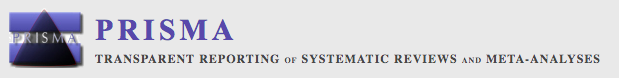 PRISMA
PRISMA
TRANSPARENT REPORTING OF SYSTEMATIC REVIEWS AND META-ANALYSES